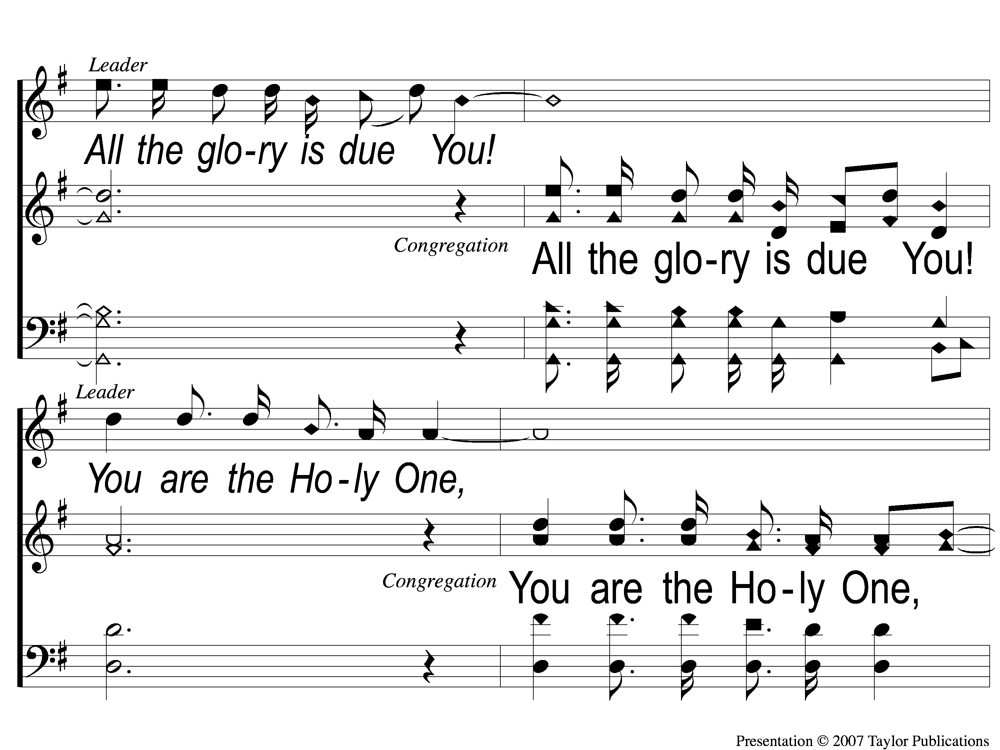 Leader
All the glo-ry is due You!
Congregation
All the glo-ry is due You!
Leader
You are the Ho-ly One,
Congregation
You are the Ho-ly One,
Presentation © 2007 Taylor Publications